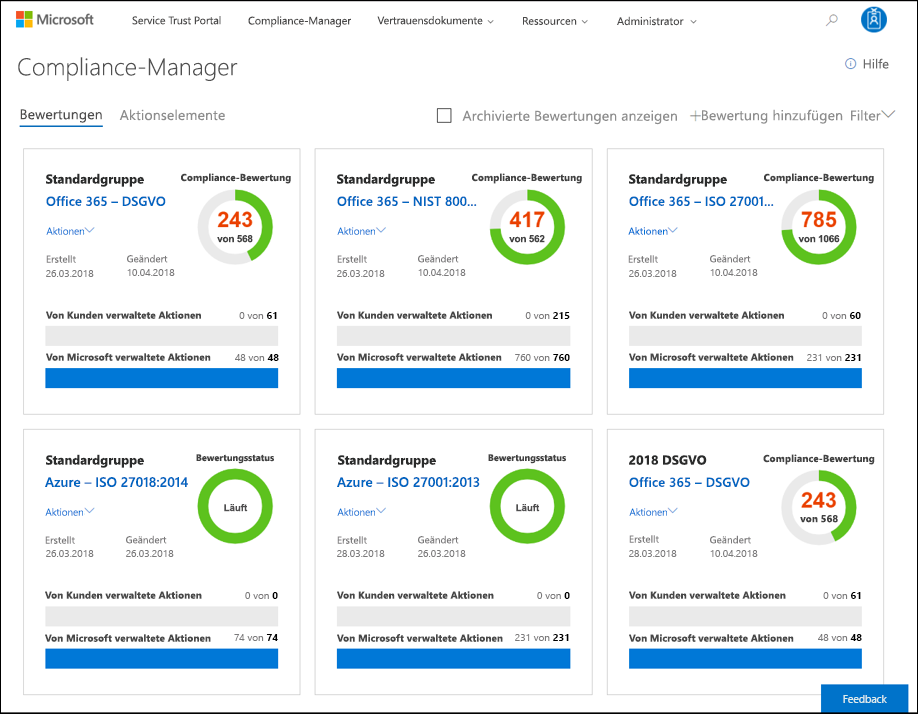 Microsoft Service Trust Portal Compliance-Manager Vertrauensdokumente Ressourcen Administrator
Compliance-Manager
Hilfe
Bewertungen Aktionselemente Archivierte Bewertungen anzeigen +Bewertung hinzufügen Filter
Standardgruppe Compliance-Bewertung
Office 365 – DSGVO
243
von 568
Aktionen
Erstellt Geändert
26.03.2018 10.04.2018
Von Kunden verwaltete Aktionen 0 von 61
Von Microsoft verwaltete Aktionen 48 von 48
Standardgruppe Compliance-Bewertung
Office 365 – NIST 800...
417
von 562
Aktionen
Erstellt Geändert
26.03.2018 10.04.2018
Von Kunden verwaltete Aktionen 0 von 215
Von Microsoft verwaltete Aktionen 760 von 760
Standardgruppe Compliance-Bewertung
Office 365 – ISO 27001...
785
von 1066
Aktionen
Erstellt Geändert
26.03.2018 10.04.2018
Von Kunden verwaltete Aktionen 0 von 60
Von Microsoft verwaltete Aktionen 231 von 231
Standardgruppe Bewertungsstatus
Azure – ISO 27018:2014
Läuft
Aktionen
Erstellt Geändert
26.03.2018 26.03.2018
Von Kunden verwaltete Aktionen 0 von 0
Von Microsoft verwaltete Aktionen 74 von 74
Standardgruppe Bewertungsstatus
Azure – ISO 27001:2013
Läuft
Aktionen
Erstellt Geändert
28.03.2018 26.03.2018
Von Kunden verwaltete Aktionen 0 von 0
Von Microsoft verwaltete Aktionen 231 von 231
2018 DSGVO Compliance-Bewertung
Office 365 – DSGVO
243
von 568
Aktionen
Erstellt Geändert
28.03.2018 10.04.2018
Von Kunden verwaltete Aktionen 0 von 61
Von Microsoft verwaltete Aktionen 48 von 48
Feedback